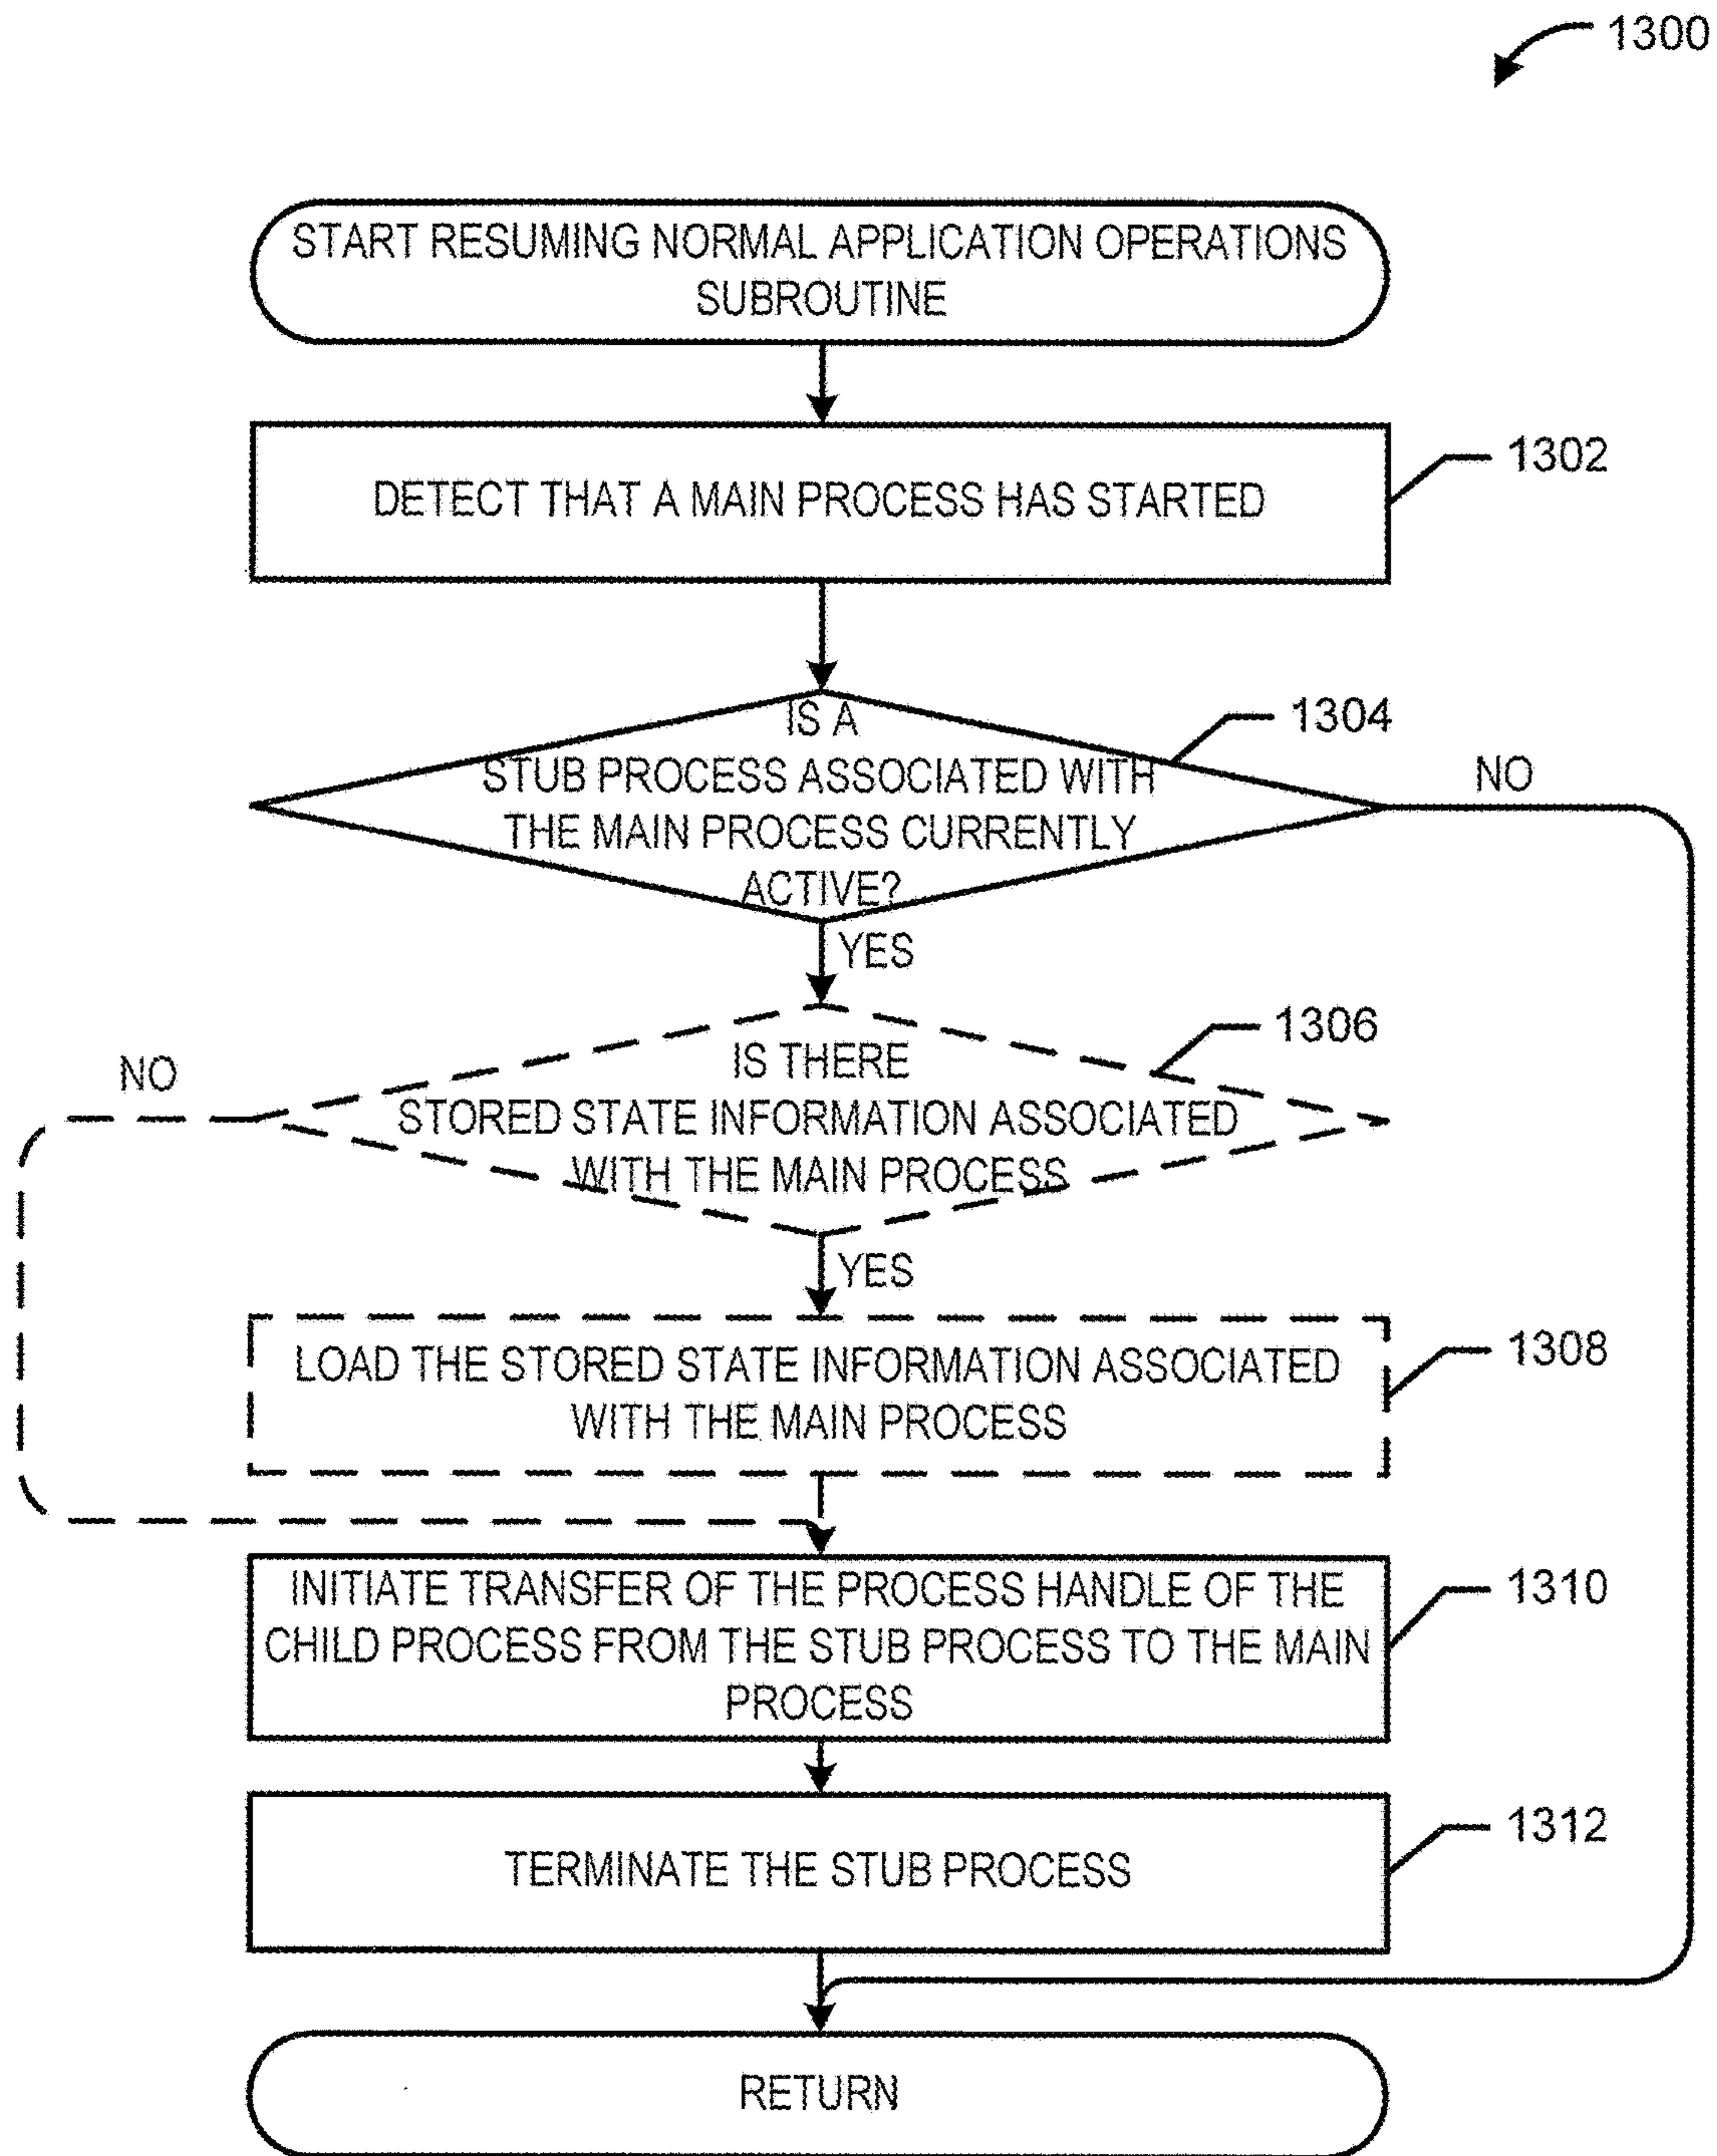 1300
START RESUMING NORMAL APPLICATION OPERATIONS
SUBROUTINE
DETECT THAT A MAIN PROCESS HAS STARTED
1302
IS A
STUB PROCESS ASSOCIATED WITH
THE MAIN PROCESS CURRENTLY
ACTIVE?
1304
NO
YES
IS THERE
STORED STATE INFORMATION ASSOCIATED
WITH THE MAIN PROCESS
1306
NO
YES
LOAD THE STORED STATE INFORMATION ASSOCIATED
WITH THE MAIN PROCESS
1308
INITIATE TRANSFER OF THE PROCESS HANDLE OF THE
CHILD PROCESS FROM THE STUB PROCESS TO THE MAIN
PROCESS
1310
TERMINATE THE STUB PROCESS
1312
RETURN